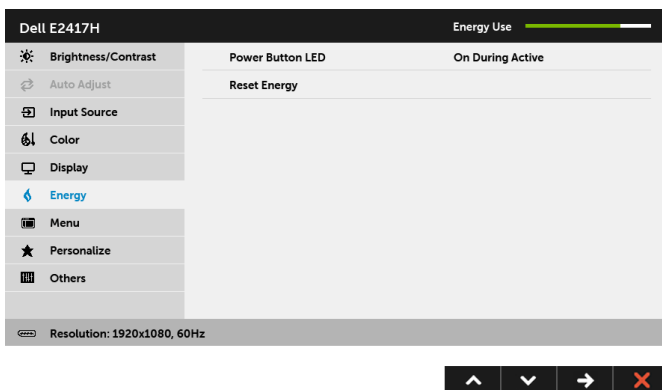 Dell E2417H Energy Use
Brightness/Contrast Power Button LED On During Active
Auto Adjust Reset Energy
Input Source
Color
Display
Energy
Menu
Personalize
Others
Resolution: 1920x1080, 60Hz